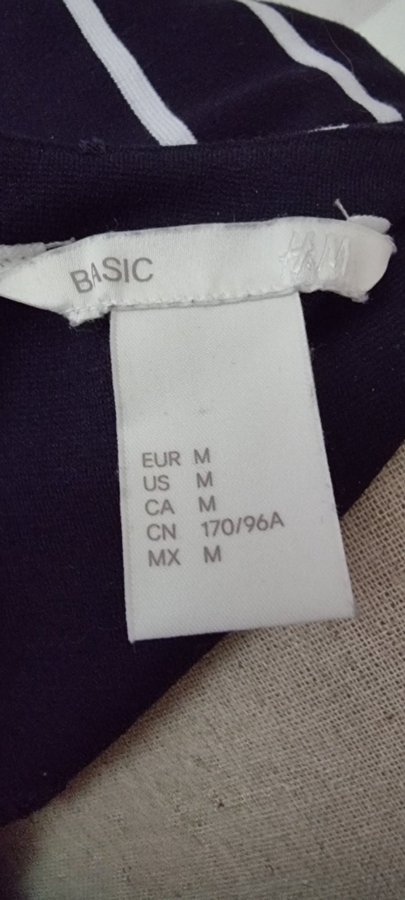 BASIC H&M
EUR M
US M
CA M
CN 170/96A
MX M